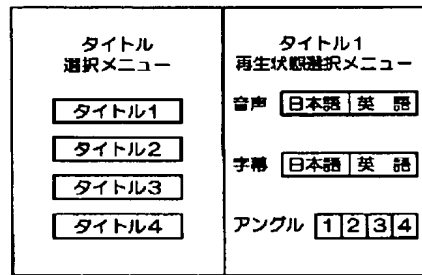 タイトル
選択メニュー
タイトル1
タイトル2
タイトル3
タイトル4
タイトル1
再生状態選択メニュー
音声 日本語 英 語
字幕 日本語 英 語
アングル 1 2 3 4